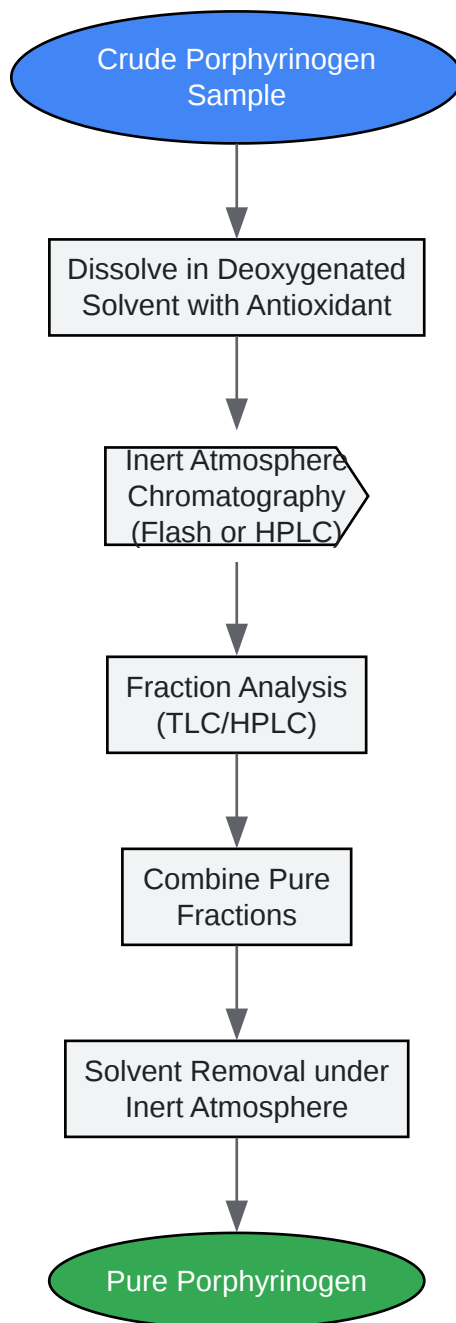 Crude Porphyrinogen
Sample
Dissolve in Deoxygenated
Solvent with Antioxidant
Inert Atmosphere
Chromatography
(Flash or HPLC)
Fraction Analysis
(TLC/HPLC)
Combine Pure
Fractions
Solvent Removal under
Inert Atmosphere
Pure Porphyrinogen